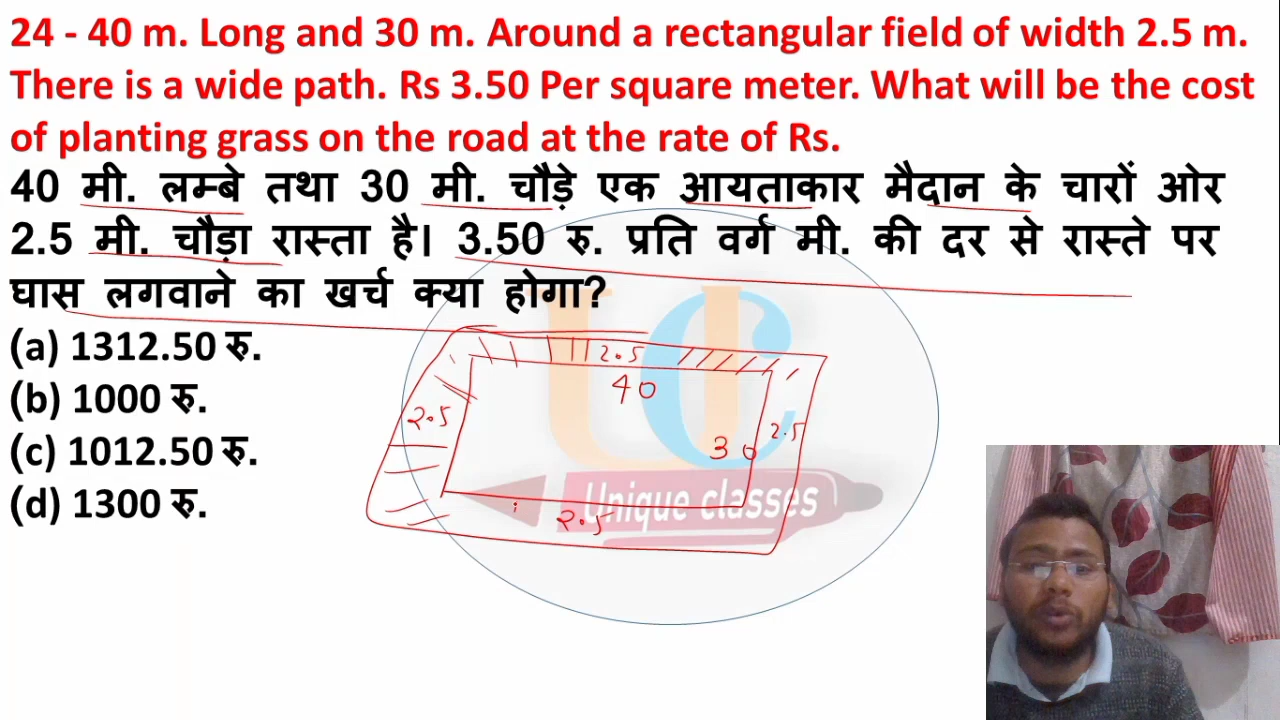 24 - 40 m. Long and 30 m. Around a rectangular field of width 2.5 m.
There is a wide path. Rs 3.50 Per square meter. What will be the cost
of planting grass on the road at the rate of Rs.
40 मी. लम्बे तथा 30 मी. चौड़े एक आयताकार मैदान के चारों ओर
2.5 मी. चौड़ा रास्ता है। 3.50 रु. प्रति वर्ग मी. की दर से रास्ते पर
घास लगवाने का खर्च क्या होगा?
(a) 1312.50 रु.
(b) 1000 रु.
(c) 1012.50 रु.
(d) 1300 रु.
2.5
40
2.5
2.5
30
2.5
UC
Unique classes